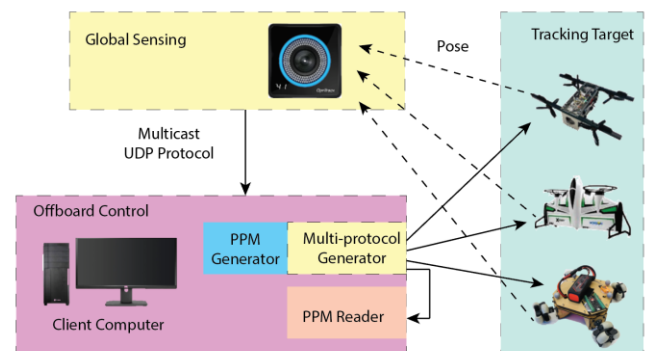 Global Sensing
Pose
Tracking Target
Multicast
UDP Protocol
Offboard Control
PPM
Generator
Multi-protocol
Generator
PPM Reader
Client Computer